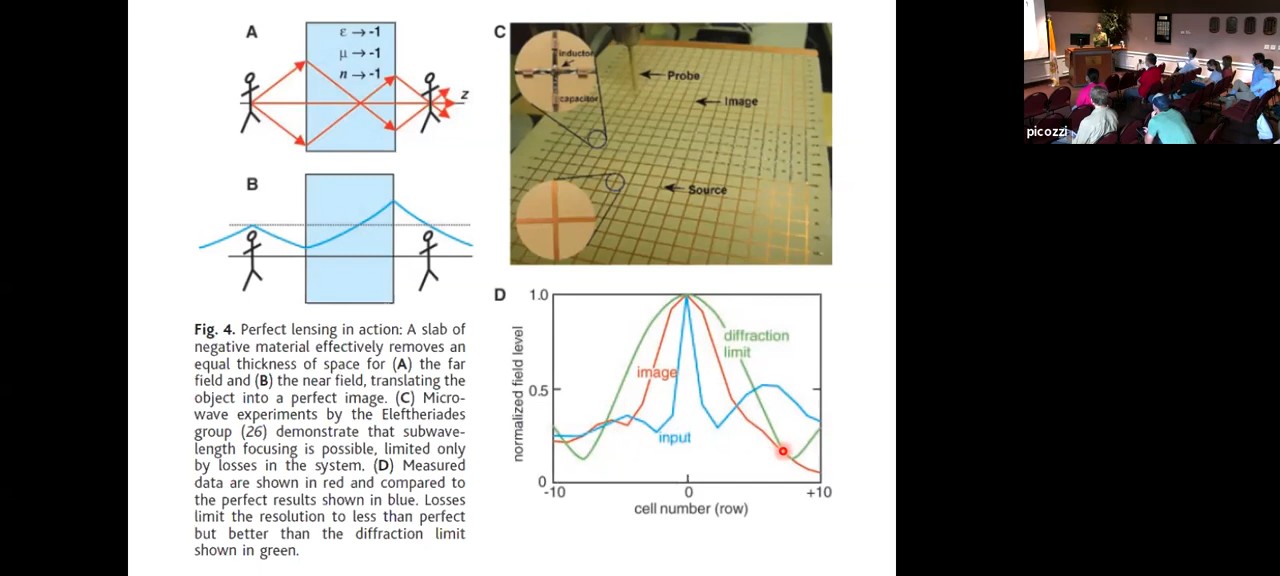 A
ε → -1
μ → -1
n → -1
z
B
Fig. 4. Perfect lensing in action: A slab of
negative material effectively removes an
equal thickness of space for (A) the far
field and (B) the near field, translating the
object into a perfect image. (C) Micro-
wave experiments by the Eleftheriades
group (26) demonstrate that subwave-
length focusing is possible, limited only
by losses in the system. (D) Measured
data are shown in red and compared to
the perfect results shown in blue. Losses
limit the resolution to less than perfect
but better than the diffraction limit
shown in green.
C
inductor
capacitor
Probe
Image
Source
D
1.0
0.5
0
normalized field level
diffraction
limit
image
input
-10
0
+10
cell number (row)
picozzi